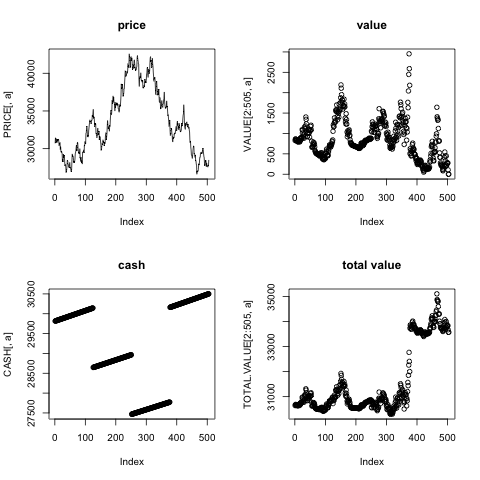 price
PRICE[, a]
30000 35000 40000
0 100 200 300 400 500
Index
value
VALUE[2:505, a]
0 500 1500 2500
0 100 200 300 400 500
Index
cash
CASH[, a]
27500 28500 29500 30500
0 100 200 300 400 500
Index
total value
TOTAL.VALUE[2:505, a]
31000 33000 35000
0 100 200 300 400 500
Index